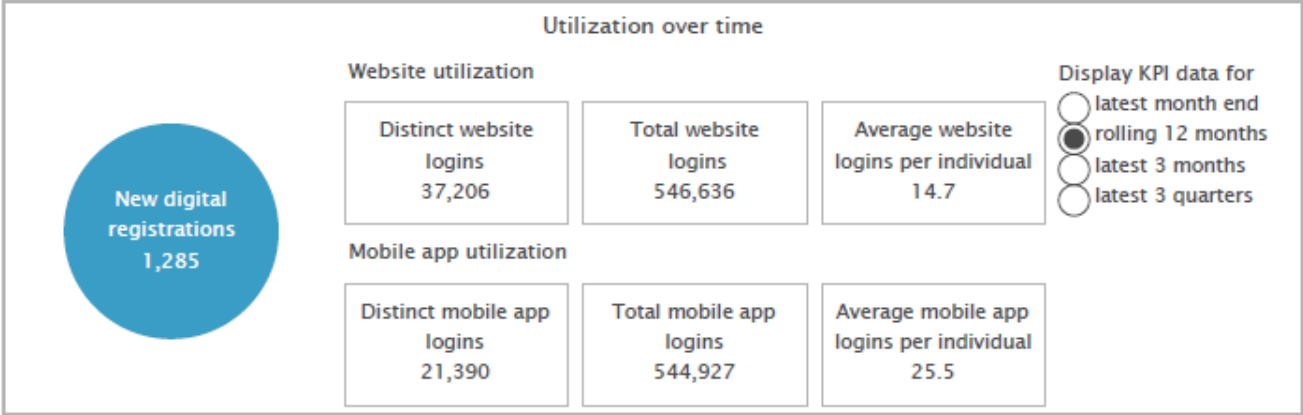 Utilization over time
Website utilization
Distinct website
logins
37,206
Total website
logins
546,636
Average website
logins per individual
14.7
Display KPI data for
latest month end
rolling 12 months
latest 3 months
latest 3 quarters
New digital
registrations
1,285
Mobile app utilization
Distinct mobile app
logins
21,390
Total mobile app
logins
544,927
Average mobile app
logins per individual
25.5